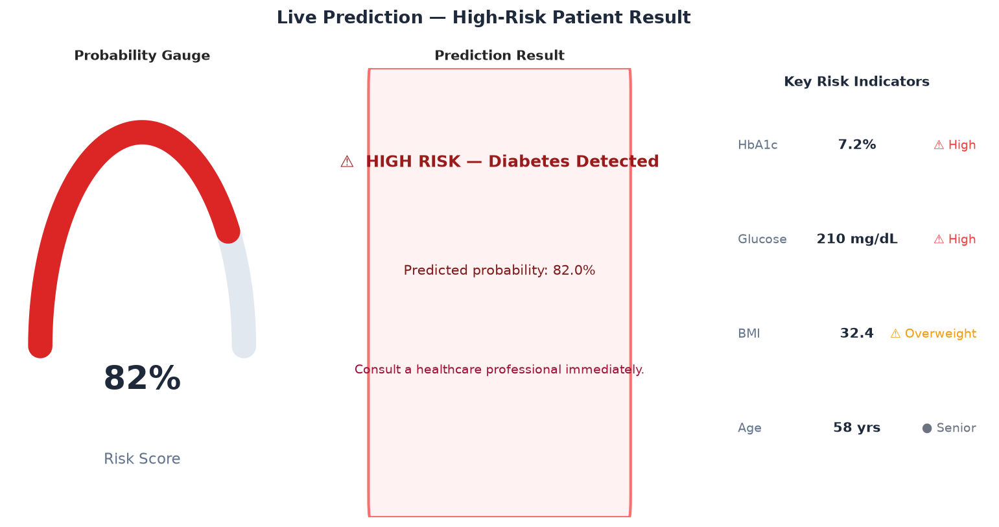 Live Prediction — High-Risk Patient Result
Probability Gauge
82%
Risk Score
Prediction Result
⚠ HIGH RISK — Diabetes Detected
Predicted probability: 82.0%
Consult a healthcare professional immediately.
Key Risk Indicators
HbA1c 7.2% ⚠ High
Glucose 210 mg/dL ⚠ High
BMI 32.4 ⚠ Overweight
Age 58 yrs ● Senior